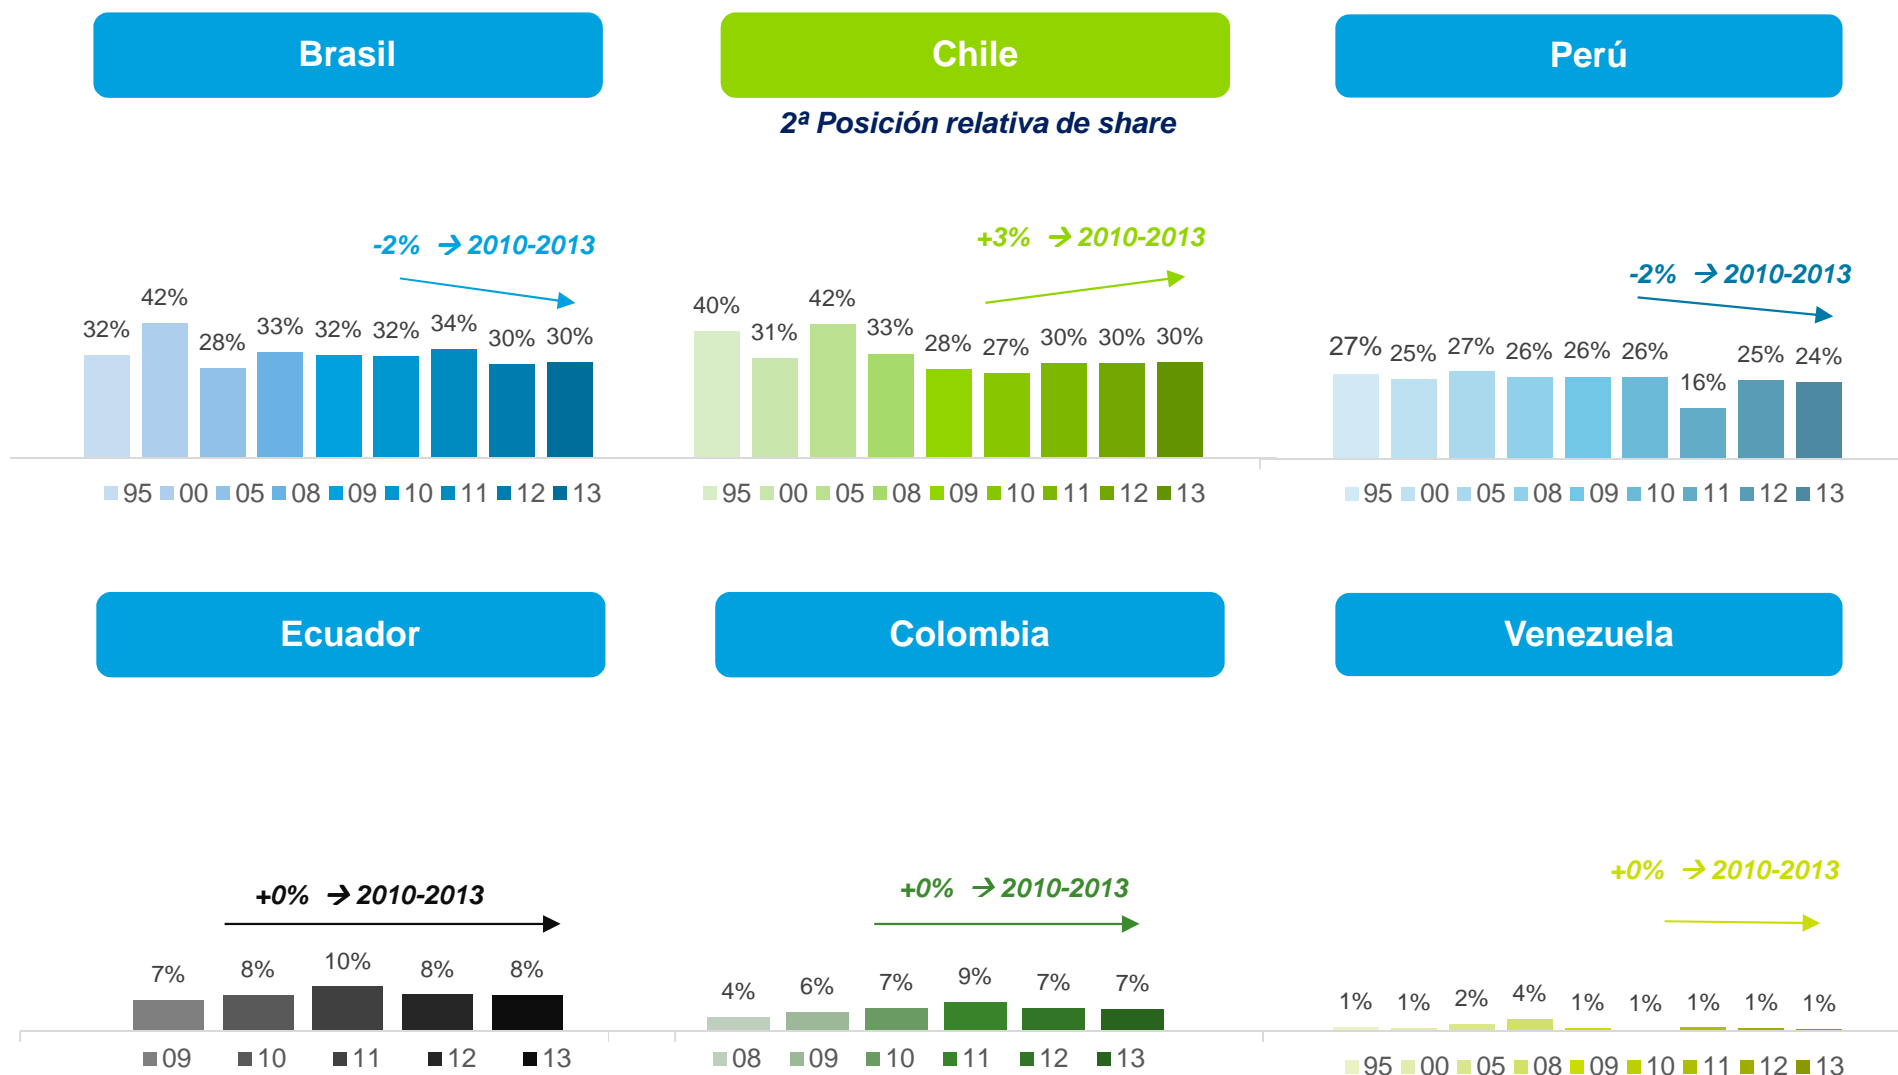 Brasil
Chile
Perú
2ª Posición relativa de share
-2% → 2010-2013
+3% → 2010-2013
-2% → 2010-2013
32% 42% 28% 33% 32% 32% 34% 30% 30%
40% 31% 42% 33% 28% 27% 30% 30% 30%
27% 25% 27% 26% 26% 26% 16% 25% 24%
95 00 05 08 09 10 11 12 13
95 00 05 08 09 10 11 12 13
95 00 05 08 09 10 11 12 13
Ecuador
Colombia
Venezuela
+0% → 2010-2013
+0% → 2010-2013
+0% → 2010-2013
7% 8% 10% 8% 8%
4% 6% 7% 9% 7% 7%
1% 1% 2% 4% 1% 1% 1% 1% 1%
09 10 11 12 13
08 09 10 11 12 13
95 00 05 08 09 10 11 12 13